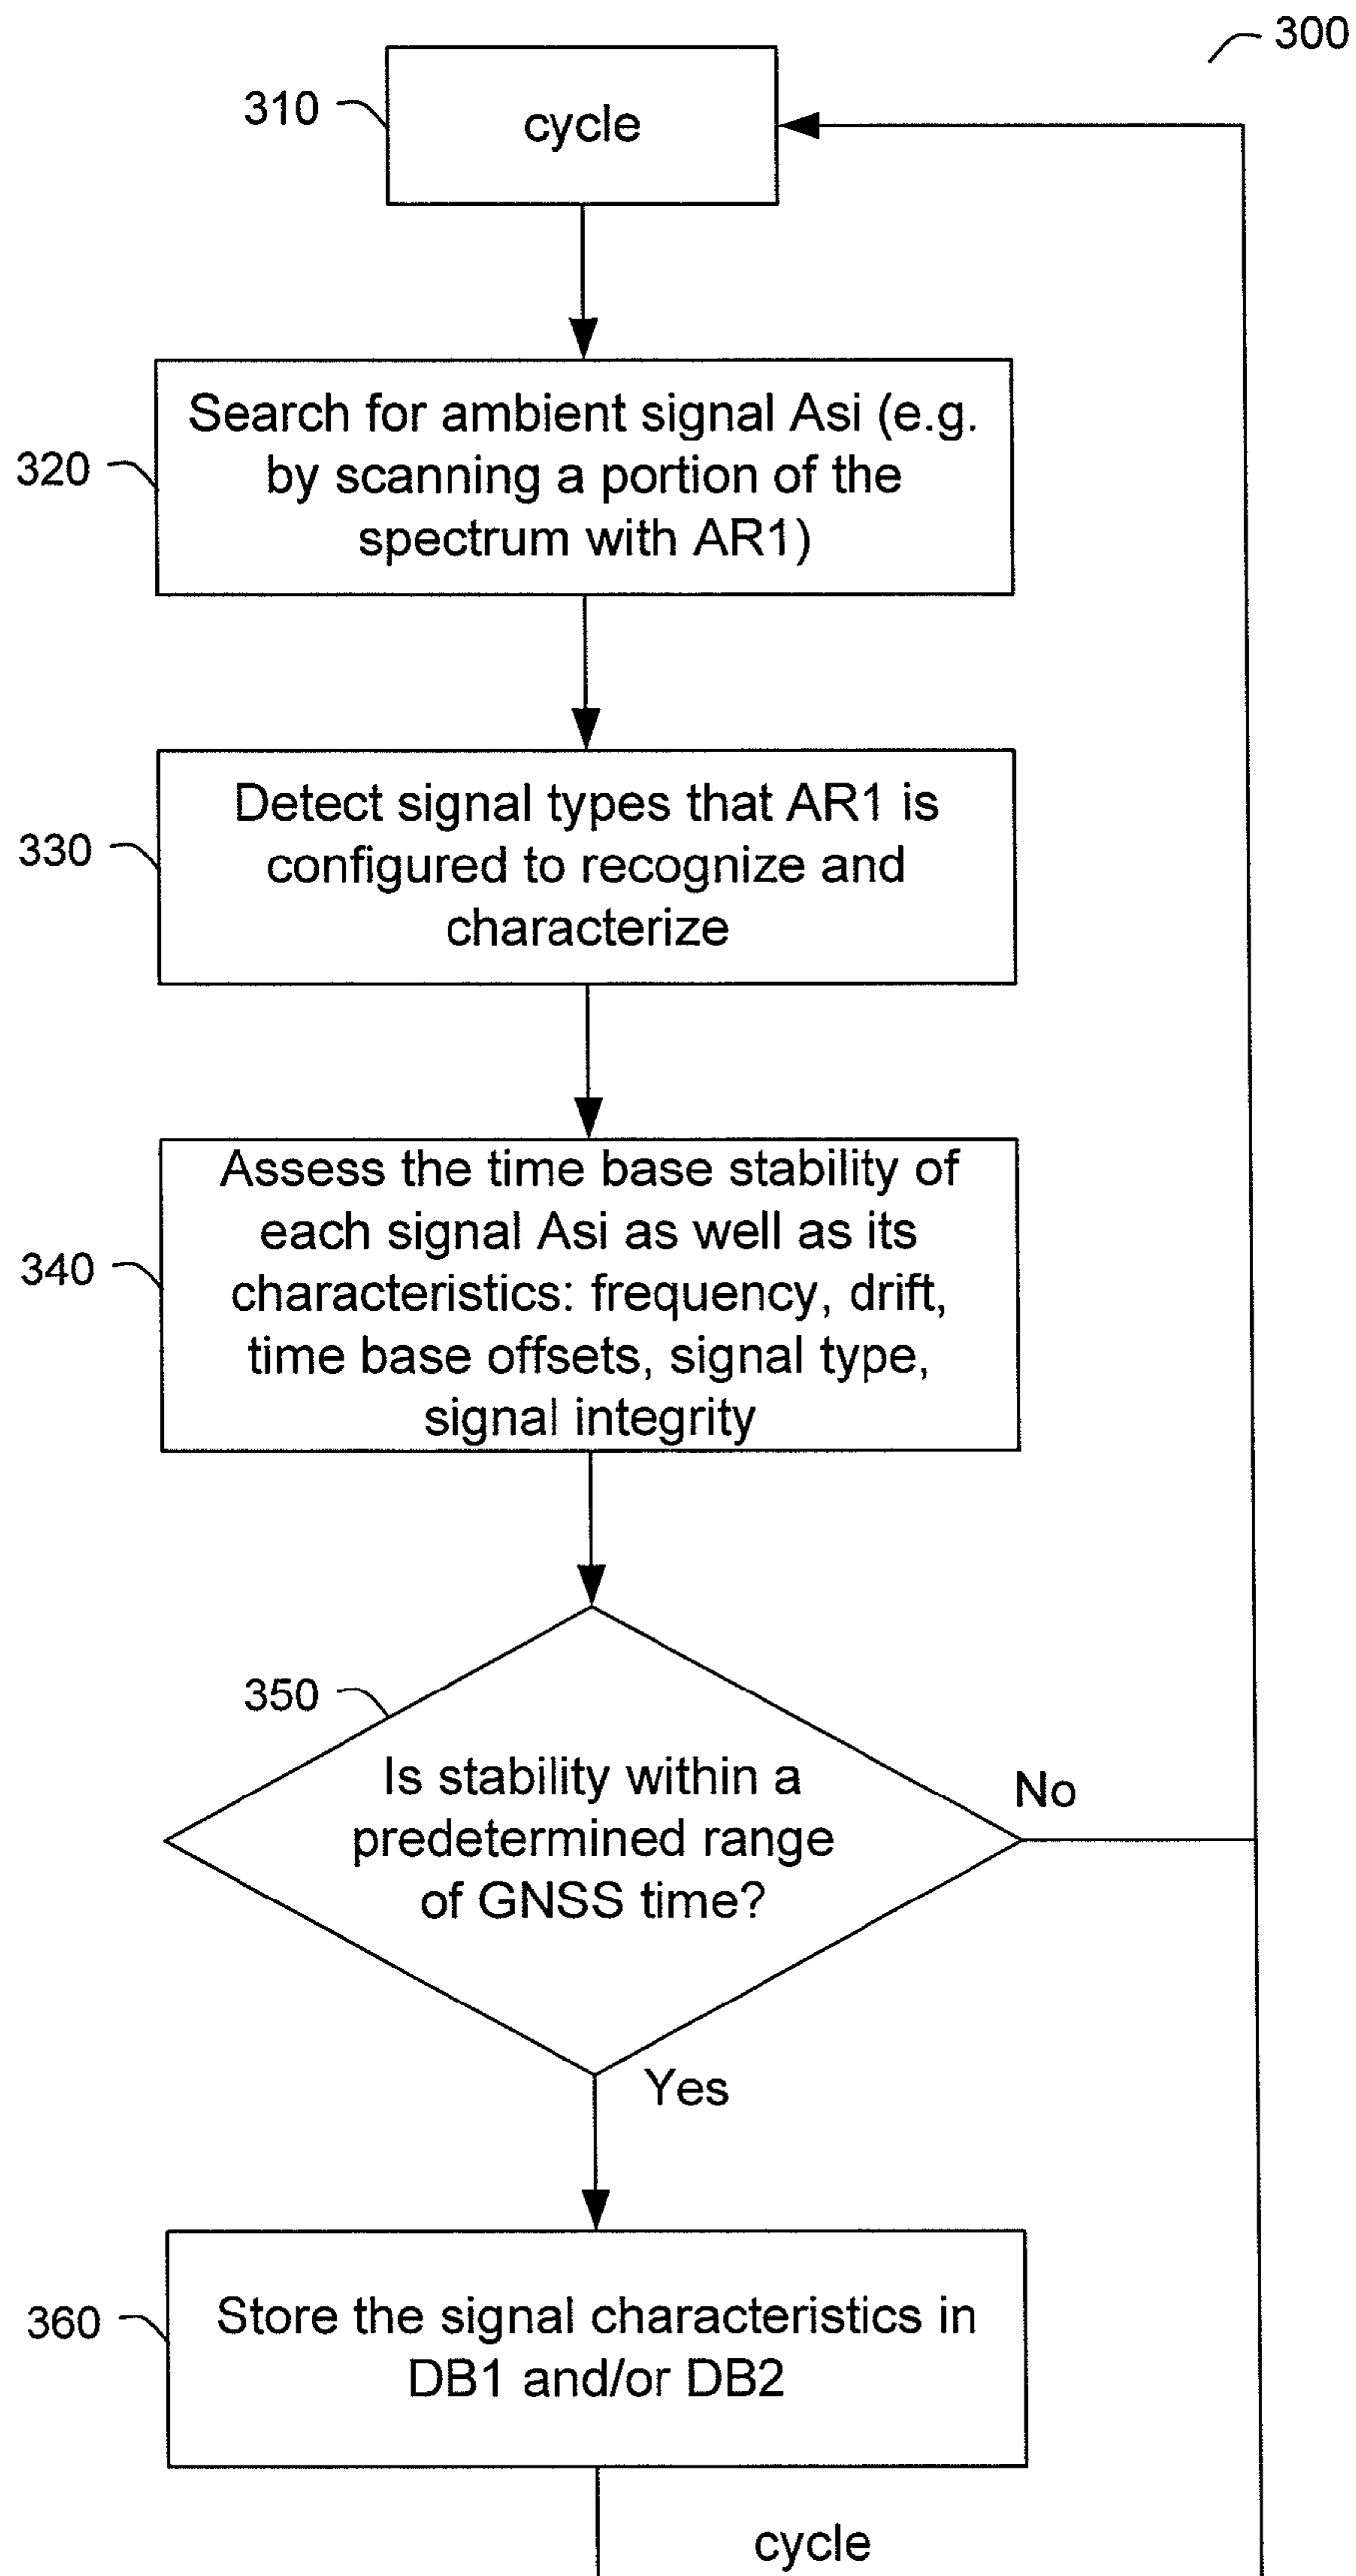 300
310
cycle
320
Search for ambient signal Asi (e.g.
by scanning a portion of the
spectrum with AR1)
330
Detect signal types that AR1 is
configured to recognize and
characterize
340
Assess the time base stability of
each signal Asi as well as its
characteristics: frequency, drift,
time base offsets, signal type,
signal integrity
350
Is stability within a
predetermined range
of GNSS time?
No
Yes
360
Store the signal characteristics in
DB1 and/or DB2
cycle